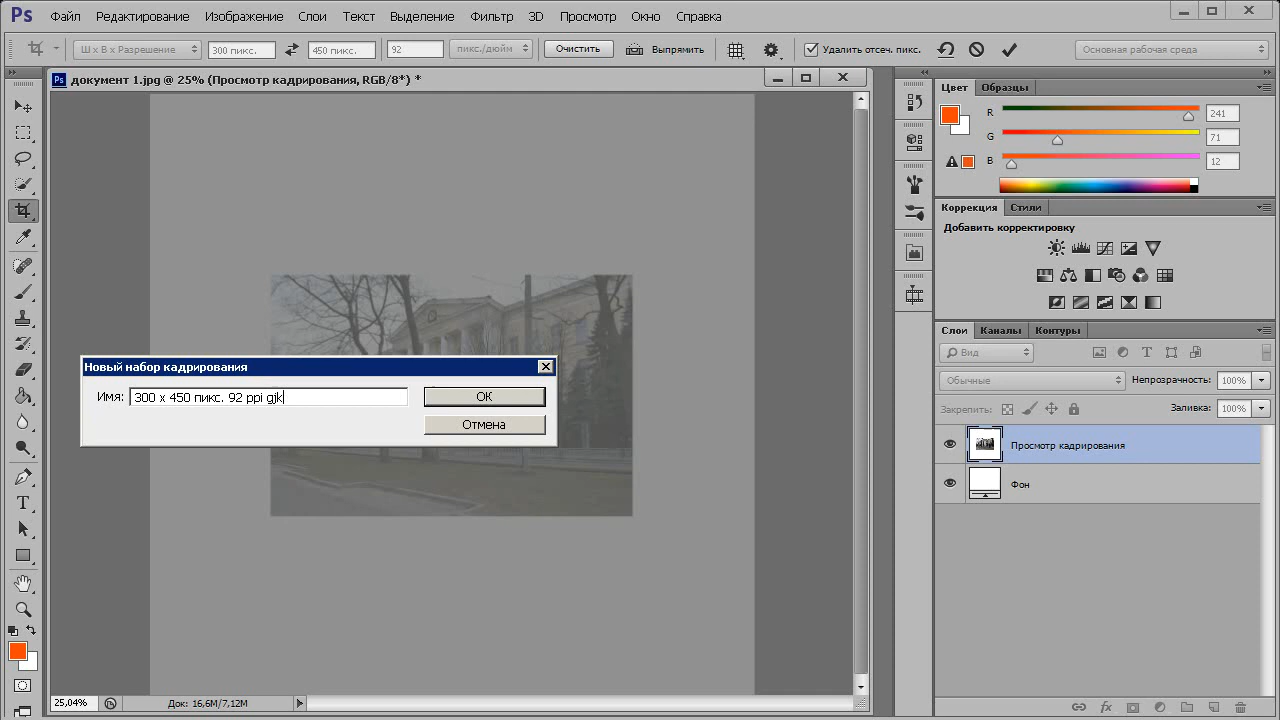 Ps Файл Редактирование Изображение Слои Текст Выделение Фильтр 3D Просмотр Окно Справка
Ш x В x Разрешение 300 пикс. 450 пикс. 92 пикс./дюйм Очистить Выпрямить Удалить отсеч. пикс. Основная рабочая среда
Ps документ 1.jpg @ 25% (Просмотр кадрирования, RGB/8*) *
Цвет Образцы
R 241
G 71
B 12
Коррекция Стили
Добавить корректировку
Слои Каналы Контуры
Вид
Обычные Непрозрачность: 100%
Закрепить: Заливка: 100%
Просмотр кадрирования
Фон
Новый набор кадрирования
Имя: 300 x 450 пикс. 92 ppi gjk
ОК
Отмена
T
25,04% Док: 16,6M/7,12M
fx